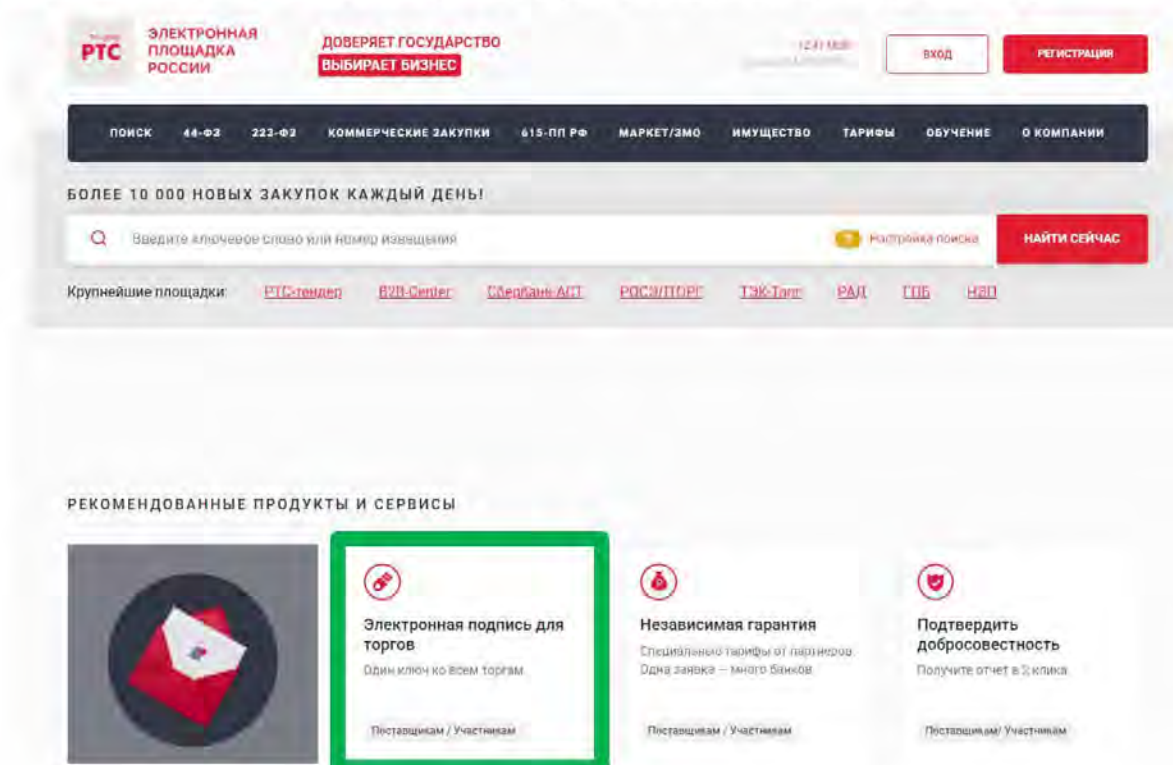 РТС
ЭЛЕКТРОННАЯ
ПЛОЩАДКА
РОССИИ
ДОВЕРЯЕТ ГОСУДАРСТВО
ВЫБИРАЕТ БИЗНЕС
ВХОД
РЕГИСТРАЦИЯ
ПОИСК 44-ФЗ 223-ФЗ КОММЕРЧЕСКИЕ ЗАКУПКИ 615-ПП РФ МАРКЕТ/ЗМО ИМУЩЕСТВО ТАРИФЫ ОБУЧЕНИЕ О КОМПАНИИ
БОЛЕЕ 10 000 НОВЫХ ЗАКУПОК КАЖДЫЙ ДЕНЬ!
Введите ключевое слово или номер извещения
Настройка поиска
НАЙТИ СЕЙЧАС
Крупнейшие площадки: РТС-тендер B2B-Center Сбербанк-АСТ РОСЭЛТОРГ ТЭК-Торг РАД ГПБ НЭП
РЕКОМЕНДОВАННЫЕ ПРОДУКТЫ И СЕРВИСЫ
Электронная подпись для
торгов
Один ключ ко всем торгам
Поставщикам / Участникам
Независимая гарантия
Специальные тарифы от партнеров.
Одна заявка – много банков
Поставщикам / Участникам
Подтвердить
добросовестность
Получите отчет в 2 клика
Поставщикам/ Участникам